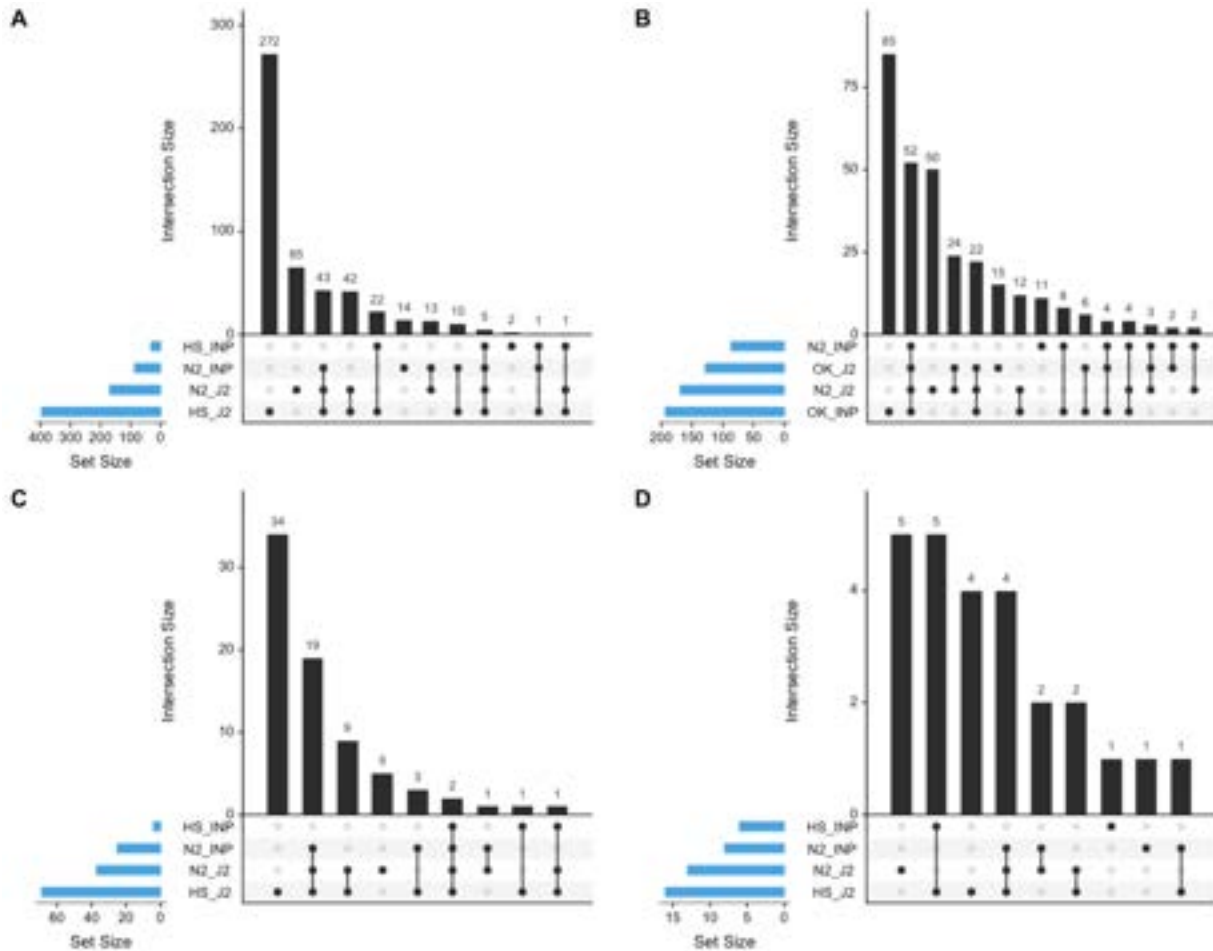 A
300
200
100
0
Intersection Size
272 65 43 42 22 14 13 10 5 2 1 1
HS_INP
N2_INP
N2_J2
HS_J2
400 300 200 100 0
Set Size
B
75
50
25
0
Intersection Size
85 52 50 24 22 15 12 11 8 6 4 4 3 2 2
N2_INP
OK_J2
N2_J2
OK_INP
200 150 100 50 0
Set Size
C
30
20
10
0
Intersection Size
34 19 9 5 3 2 1 1 1
HS_INP
N2_INP
N2_J2
HS_J2
60 40 20 0
Set Size
D
4
2
0
Intersection Size
5 5 4 4 2 2 1 1 1
HS_INP
N2_INP
N2_J2
HS_J2
15 10 5 0
Set Size